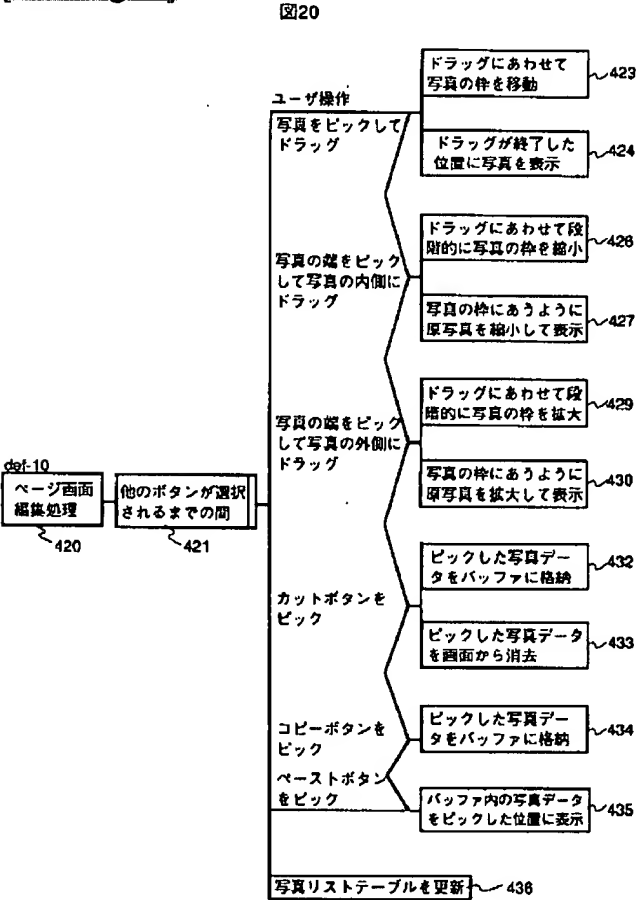 図20
ドラッグにあわせて
写真の枠を移動
423
ユーザ操作
写真をピックして
ドラッグ
ドラッグが終了した
位置に写真を表示
424
ドラッグにあわせて段
階的に写真の枠を縮小
426
写真の端をピック
して写真の内側に
ドラッグ
写真の枠にあうように
原写真を縮小して表示
427
ドラッグにあわせて段
階的に写真の枠を拡大
429
写真の端をピック
して写真の外側に
ドラッグ
写真の枠にあうように
原写真を拡大して表示
430
def-10
ページ画面
編集処理
420
他のボタンが選択
されるまでの間
421
ピックした写真デー
タをバッファに格納
432
カットボタンを
ピック
ピックした写真データ
を画面から消去
433
コピーボタンを
ピック
ピックした写真デー
タをバッファに格納
434
ペーストボタン
をピック
バッファ内の写真データ
をピックした位置に表示
435
写真リストテーブルを更新
436